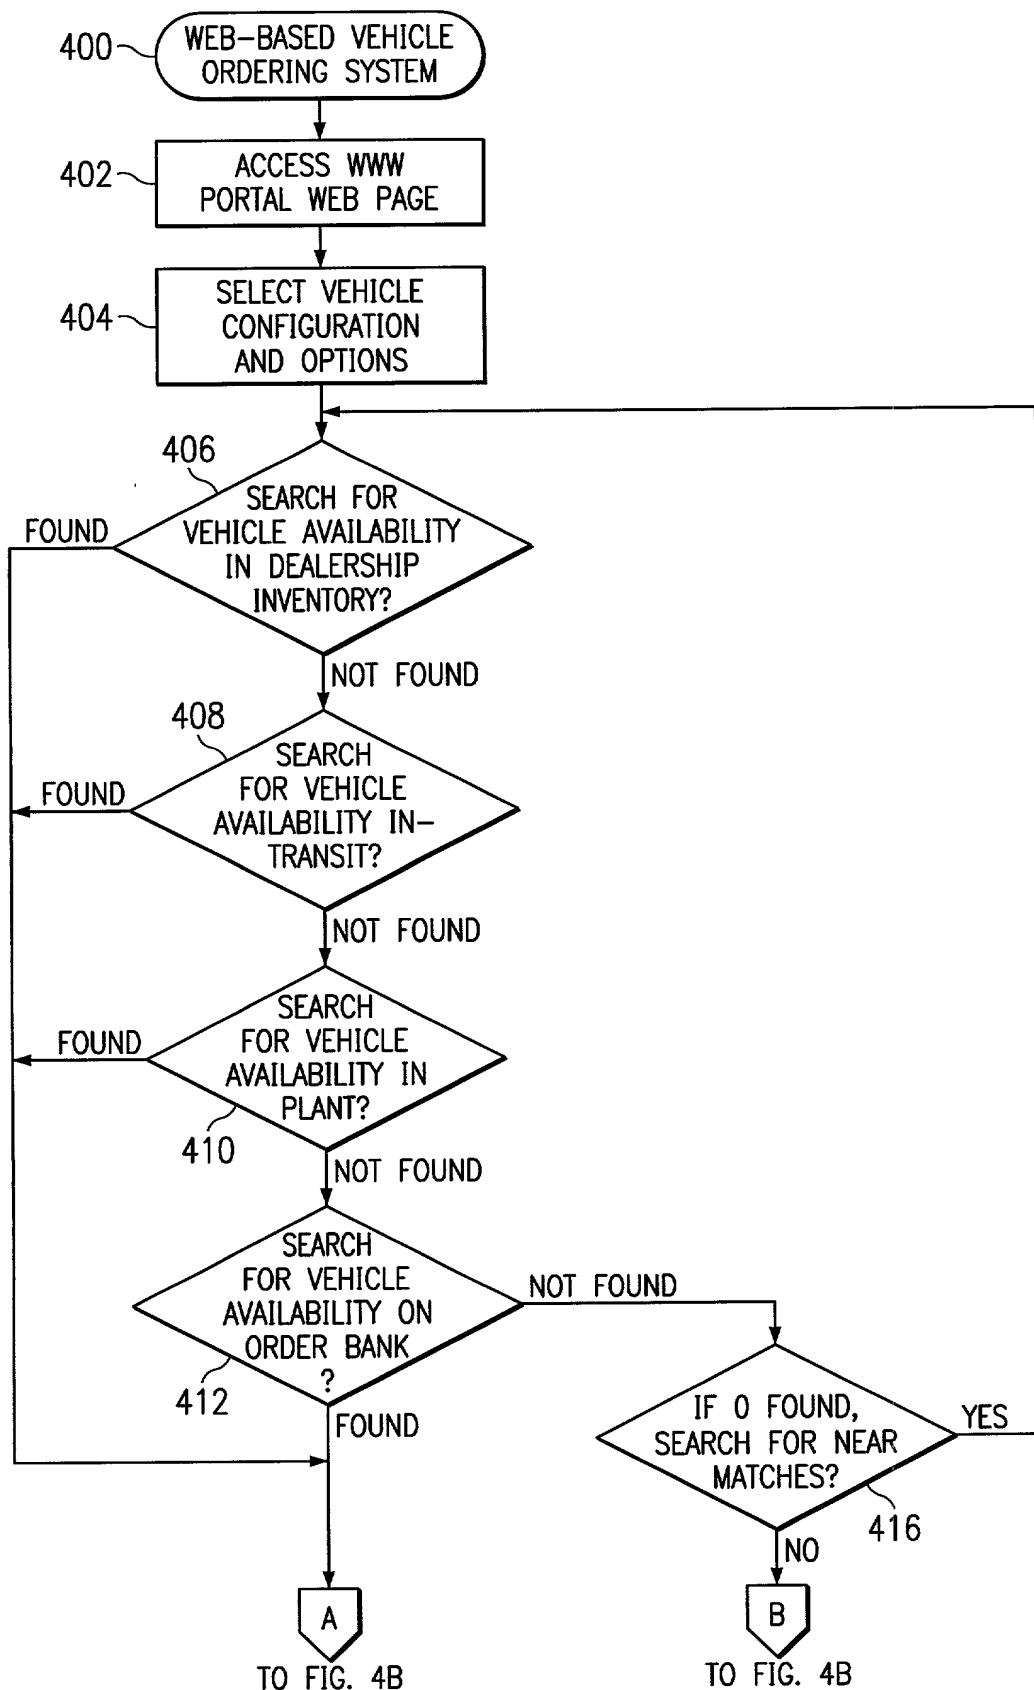 400
WEB-BASED VEHICLE
ORDERING SYSTEM
402
ACCESS WWW
PORTAL WEB PAGE
404
SELECT VEHICLE
CONFIGURATION
AND OPTIONS
406
SEARCH FOR
VEHICLE AVAILABILITY
IN DEALERSHIP
INVENTORY?
FOUND
NOT FOUND
408
SEARCH
FOR VEHICLE
AVAILABILITY IN-
TRANSIT?
FOUND
NOT FOUND
SEARCH
FOR VEHICLE
AVAILABILITY IN
PLANT?
FOUND
410
NOT FOUND
SEARCH
FOR VEHICLE
AVAILABILITY ON
ORDER BANK
?
412
NOT FOUND
FOUND
IF 0 FOUND,
SEARCH FOR NEAR
MATCHES?
YES
416
NO
A
TO FIG. 4B
B
TO FIG. 4B